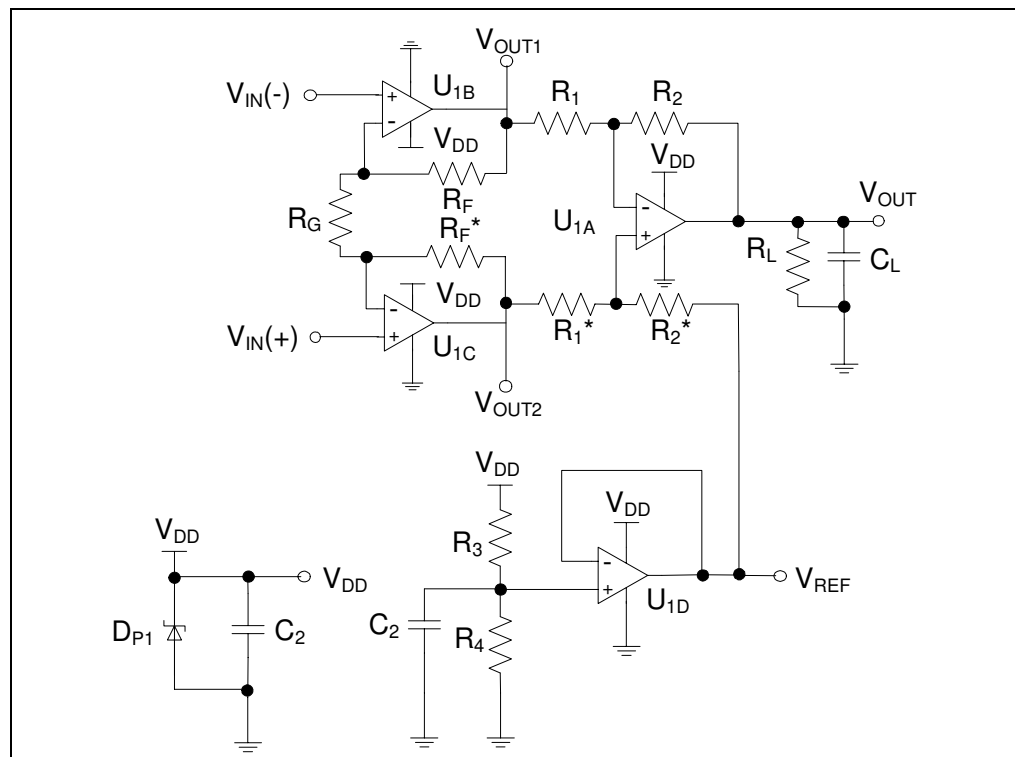 VOUT1
VIN(-)
U1B
R1
R2
VDD
VDD
RF
VOUT
RG
RF*
U1A
RL
CL
VDD
VIN(+)
U1C
R1*
R2*
VOUT2
VDD
VDD
VDD
R3
VDD
VREF
U1D
DP1
C2
C2
R4